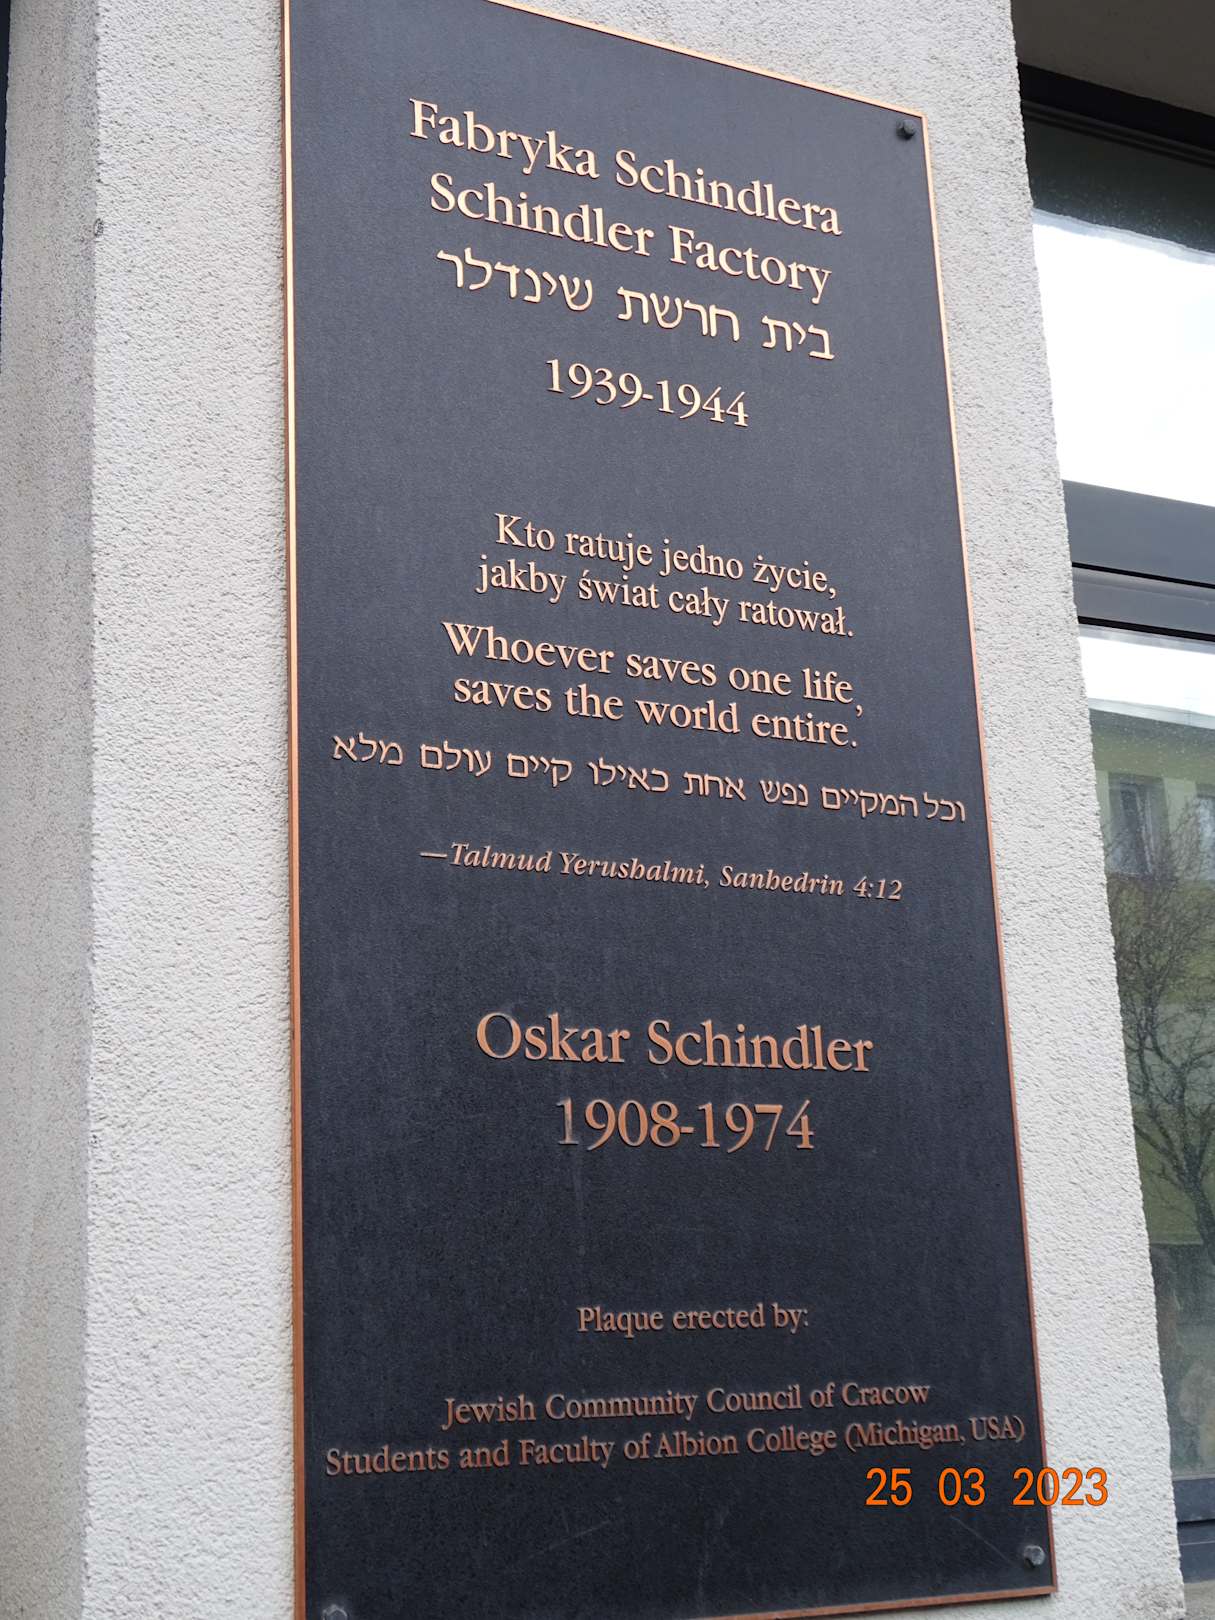 Fabryka Schindlera
Schindler Factory
בית חרשת שינדלר
1939-1944
Kto ratuje jedno życie,
jakby świat cały ratował.
Whoever saves one life,
saves the world entire.
וכל המקיים נפש אחת כאילו קיים עולם מלא
—Talmud Yerushalmi, Sanhedrin 4:12
Oskar Schindler
1908-1974
Plaque erected by:
Jewish Community Council of Cracow
Students and Faculty of Albion College (Michigan, USA)
25 03 2023